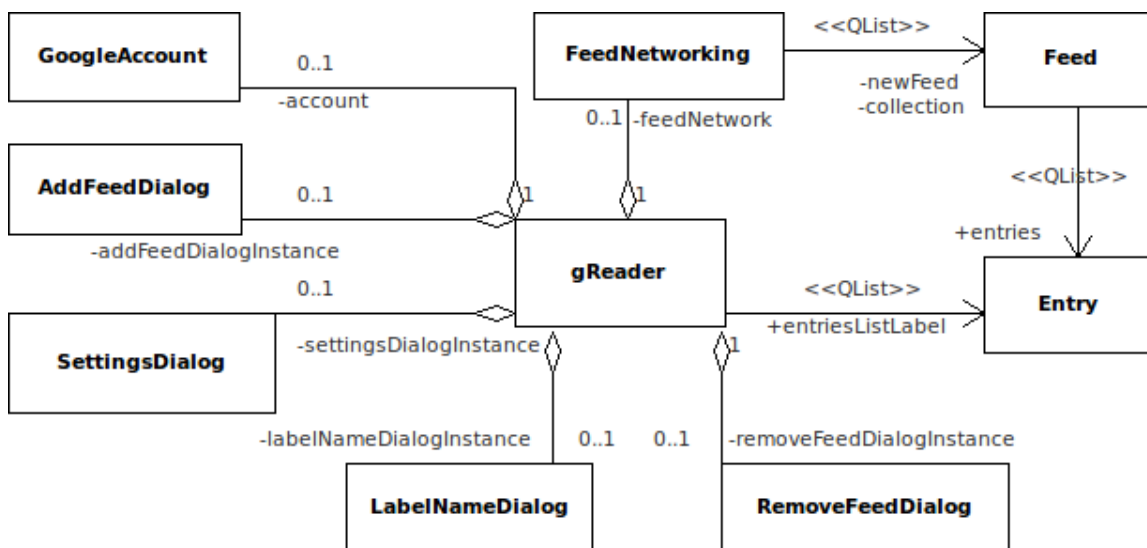 GoogleAccount
0..1
-account
FeedNetworking
<<QList>>
Feed
-newFeed
-collection
0..1
-feedNetwork
AddFeedDialog
0..1
1
1
<<QList>>
-addFeedDialogInstance
+entries
gReader
0..1
<<QList>>
Entry
+entriesListLabel
SettingsDialog
-settingsDialogInstance
1
-labelNameDialogInstance
0..1
0..1
-removeFeedDialogInstance
LabelNameDialog
RemoveFeedDialog